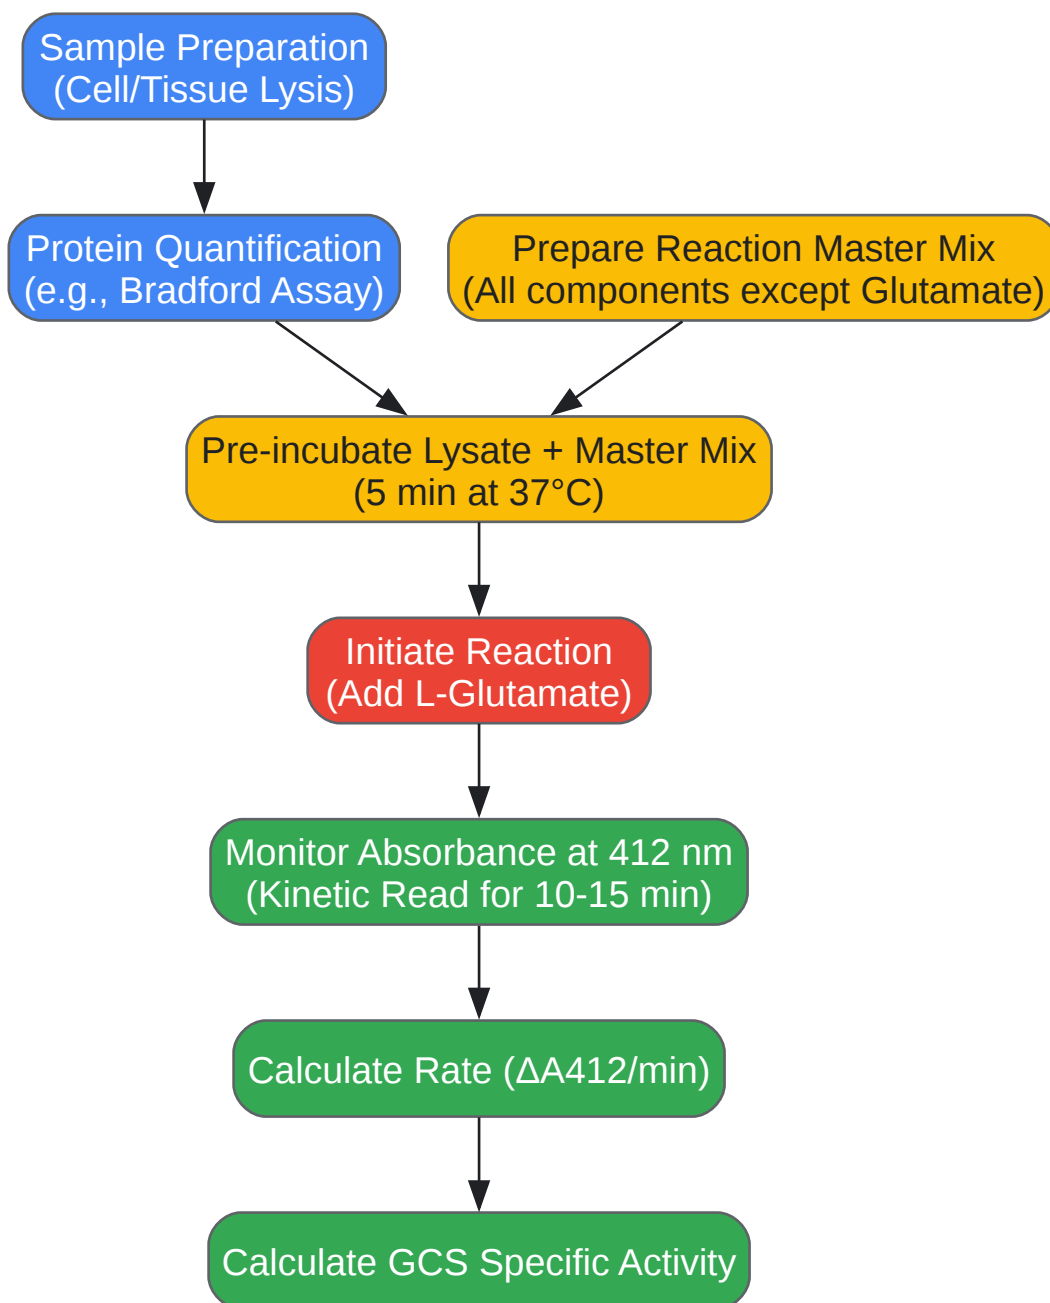 Sample Preparation
(Cell/Tissue Lysis)
Protein Quantification
(e.g., Bradford Assay)
Prepare Reaction Master Mix
(All components except Glutamate)
Pre-incubate Lysate + Master Mix
(5 min at 37°C)
Initiate Reaction
(Add L-Glutamate)
Monitor Absorbance at 412 nm
(Kinetic Read for 10-15 min)
Calculate Rate (ΔA412/min)
Calculate GCS Specific Activity